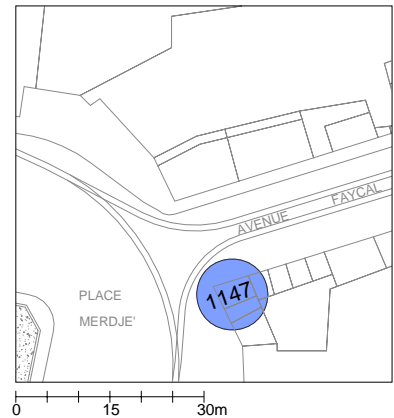 AVENUE FAYCAL
1147
PLACE
MERDJE'
0 15 30m